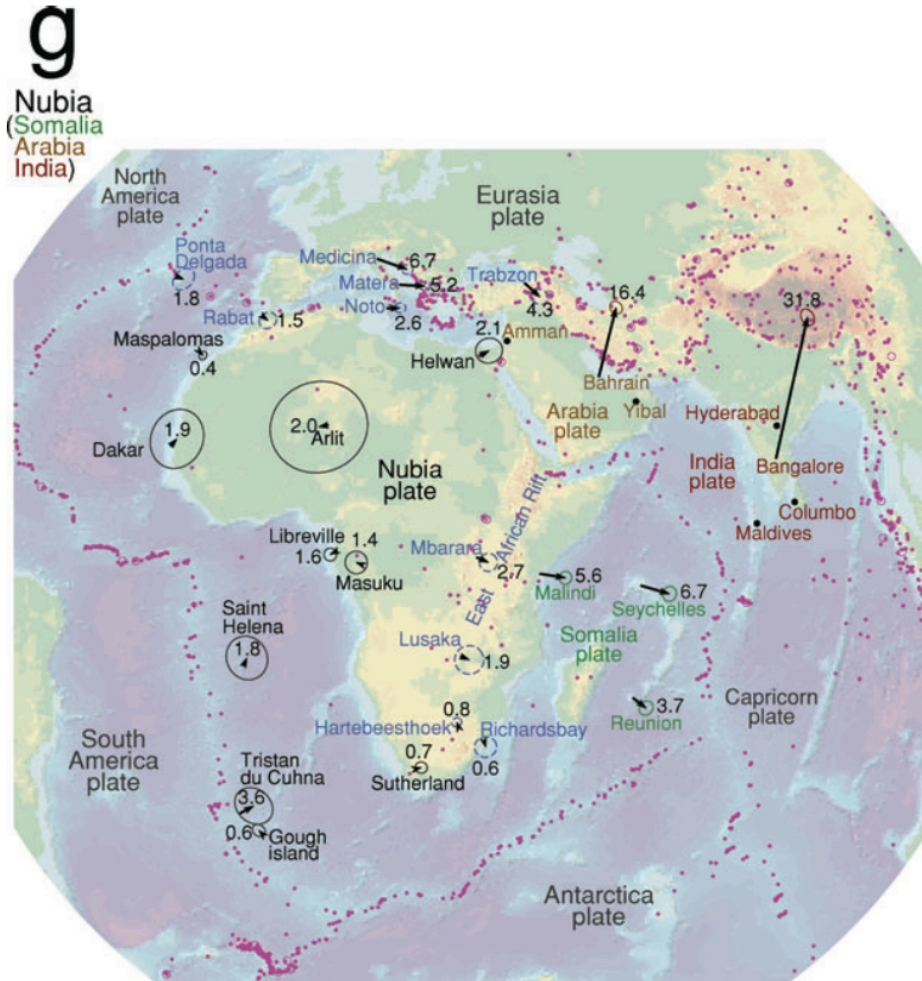 g
Nubia
(Somalia
Arabia
India)
North
America
plate
Eurasia
plate
Ponta
Delgada
1.8
Medicina
6.7
Matera
5.2
Trabzon
4.3
Noto
2.6
Rabat
1.5
16.4
31.8
Maspalomas
0.4
2.1
Amman
Helwan
Bahrain
Arabia
plate
Yibal
Hyderabad
India
plate
Bangalore
Columbo
Maldives
1.9
Dakar
2.0
Arlit
Nubia
plate
East African Rift
Libreville
1.6
1.4
Masuku
Mbarara
2.7
5.6
Malindi
6.7
Seychelles
Somalia
plate
Saint
Helena
1.8
Lusaka
1.9
3.7
Reunion
Capricorn
plate
0.8
Hartebeesthoek
Richardsbay
0.6
0.7
Sutherland
South
America
plate
Tristan
du Cuhna
3.6
0.6
Gough
island
Antarctica
plate